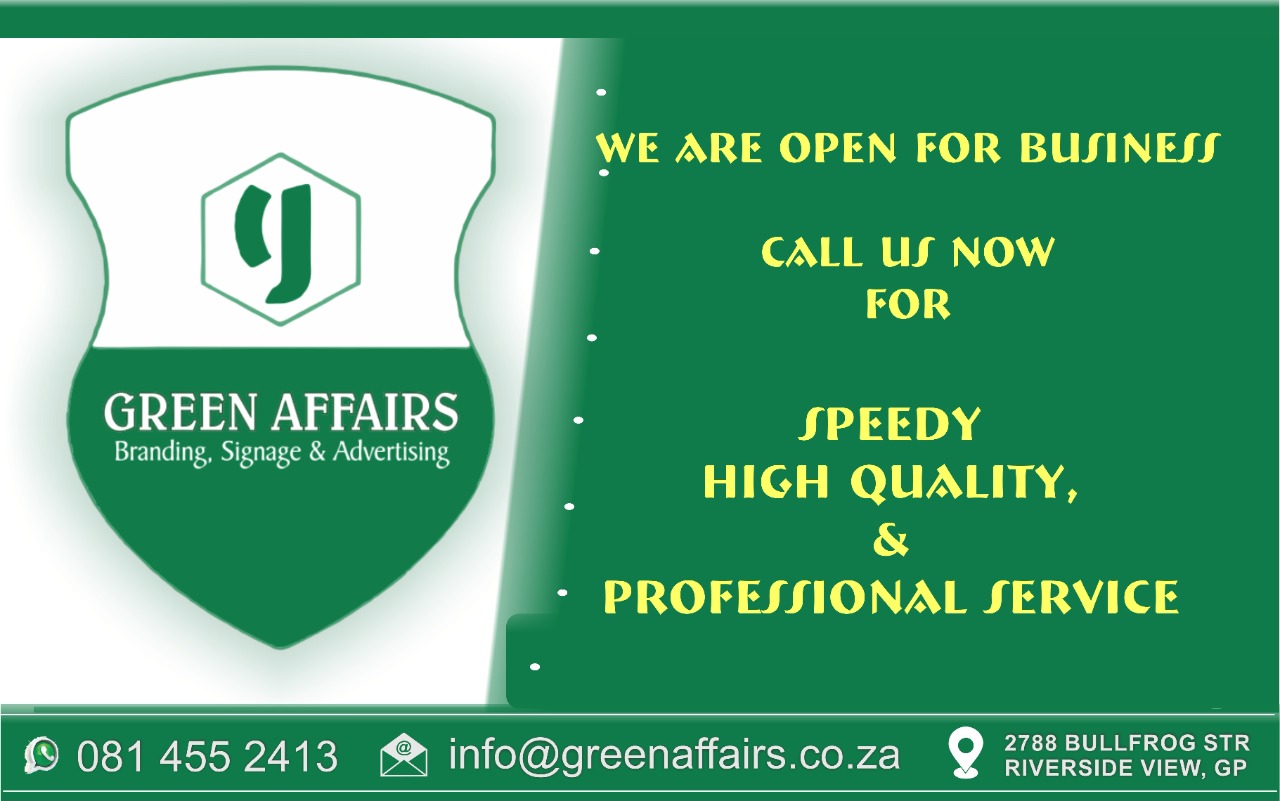 g
GREEN AFFAIRS
Branding, Signage & Advertising
WE ARE OPEN FOR BUSINESS
CALL US NOW
FOR
SPEEDY
HIGH QUALITY,
&
PROFESSIONAL SERVICE
081 455 2413
@
info@greenaffairs.co.za
2788 BULLFROG STR
RIVERSIDE VIEW, GP